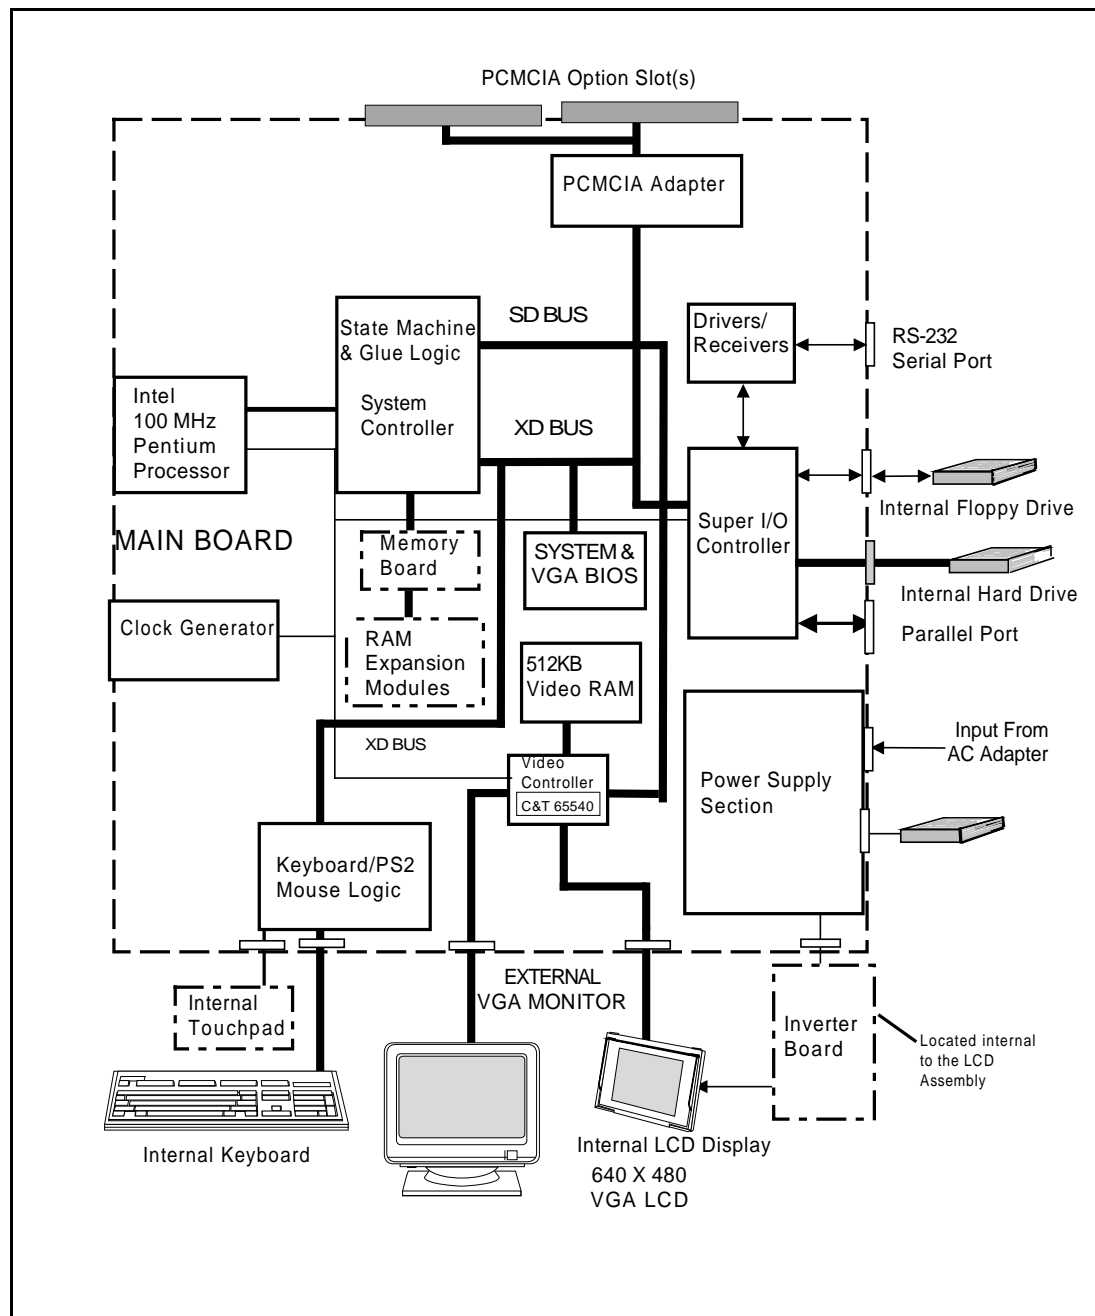 PCMCIA Option Slot(s)
PCMCIA Adapter
SD BUS
State Machine
& Glue Logic
System
Controller
Drivers/
Receivers
RS-232
Serial Port
Intel
100 MHz
Pentium
Processor
XD BUS
Super I/O
Controller
Internal Floppy Drive
MAIN BOARD
Memory
Board
SYSTEM &
VGA BIOS
Internal Hard Drive
Clock Generator
RAM
Expansion
Modules
Parallel Port
512KB
Video RAM
XD BUS
Video
Controller
C&T 65540
Power Supply
Section
Input From
AC Adapter
Keyboard/PS2
Mouse Logic
EXTERNAL
VGA MONITOR
Internal
Touchpad
Inverter
Board
Located internal
to the LCD
Assembly
Internal Keyboard
Internal LCD Display
640 X 480
VGA LCD